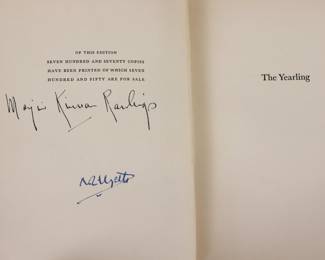 OF THIS EDITION
SEVEN HUNDRED AND SEVENTY COPIES
HAVE BEEN PRINTED OF WHICH SEVEN
HUNDRED AND FIFTY ARE FOR SALE
Kinnan Rawlings
The Yearling